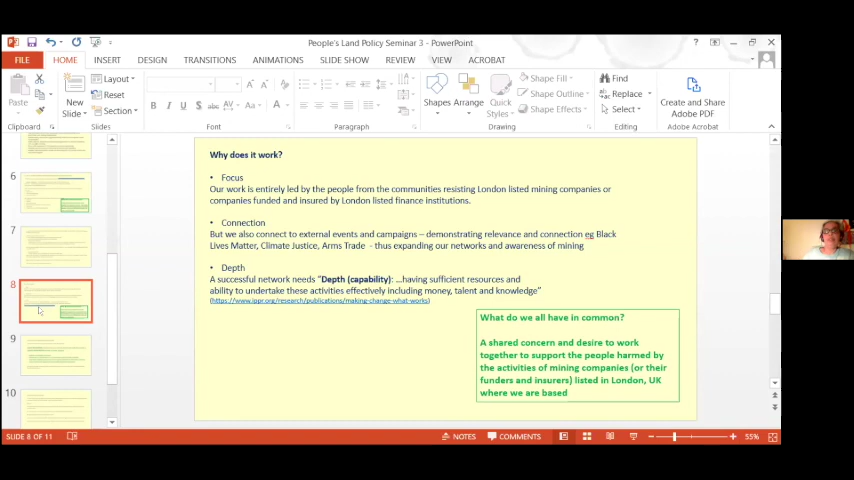 People's Land Policy Seminar 3 - PowerPoint
FILE HOME INSERT DESIGN TRANSITIONS ANIMATIONS SLIDE SHOW REVIEW VIEW ACROBAT
Paste
New
Slide
Layout
Reset
Section
Shapes
Arrange
Quick
Styles
Shape Fill
Shape Outline
Shape Effects
Find
Replace
Select
Create and Share
Adobe PDF
Clipboard Slides Font Paragraph Drawing Editing Adobe Acrobat
6
7
8
9
10
Why does it work?
• Focus
Our work is entirely led by the people from the communities resisting London listed mining companies or
companies funded and insured by London listed finance institutions.
• Connection
But we also connect to external events and campaigns – demonstrating relevance and connection eg Black
Lives Matter, Climate Justice, Arms Trade - thus expanding our networks and awareness of mining
• Depth
A successful network needs "Depth (capability): ...having sufficient resources and
ability to undertake these activities effectively including money, talent and knowledge"
(https://www.ippr.org/research/publications/making-change-what-works)
What do we all have in common?
A shared concern and desire to work
together to support the people harmed by
the activities of mining companies (or their
funders and insurers) listed in London, UK
where we are based
SLIDE 8 OF 11 NOTES COMMENTS 55%